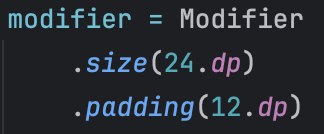 modifier = Modifier
    .size(24.dp)
    .padding(12.dp)